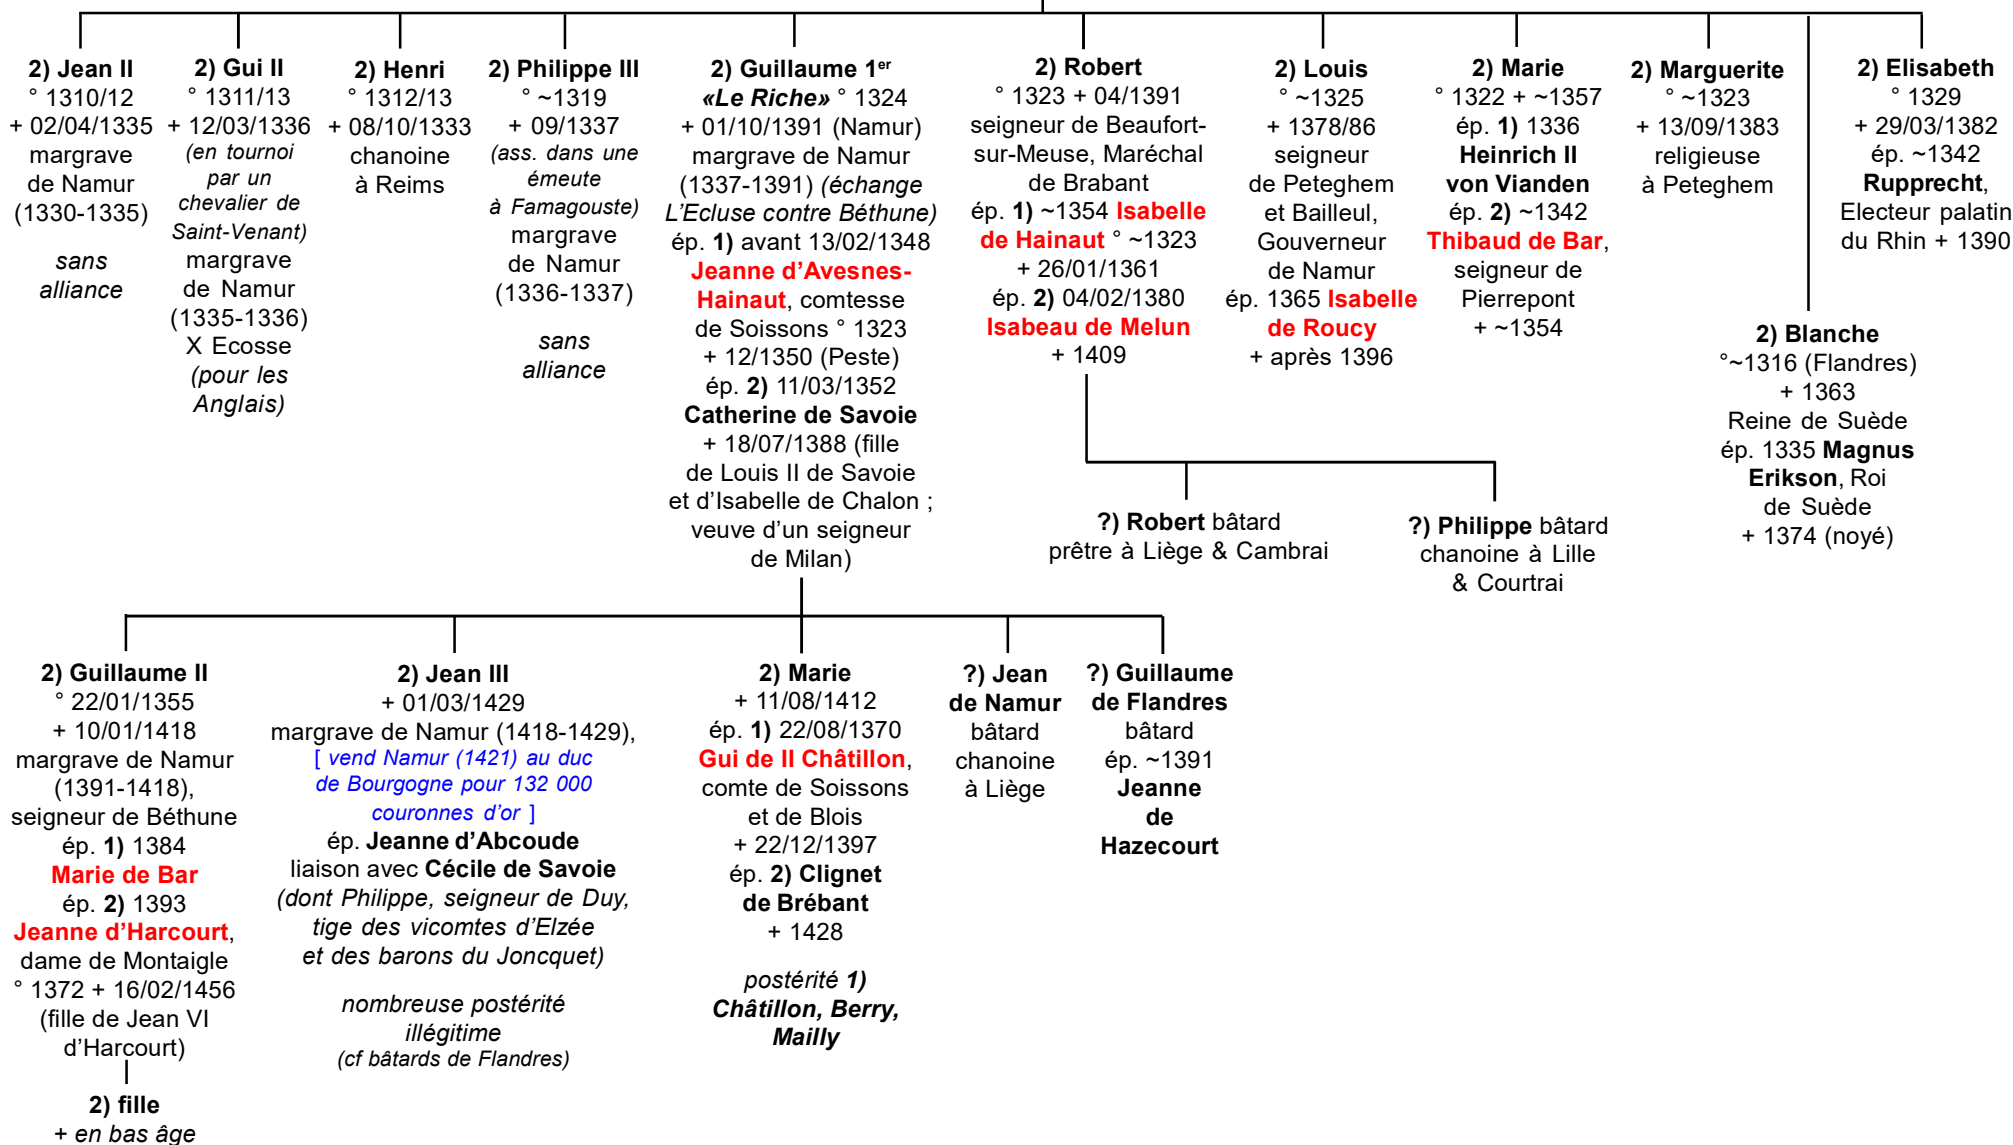 2) Jean II
° 1310/12
+ 02/04/1335
margrave
de Namur
(1330-1335)
sans
alliance
2) Gui II
° 1311/13
+ 12/03/1336
(en tournoi
par un
chevalier de
Saint-Venant)
margrave
de Namur
(1335-1336)
X Ecosse
(pour les
Anglais)
2) Henri
° 1312/13
+ 08/10/1333
chanoine
à Reims
2) Philippe III
° ~1319
+ 09/1337
(ass. dans une
émeute
à Famagouste)
margrave
de Namur
(1336-1337)
sans
alliance
2) Guillaume 1er
«Le Riche» ° 1324
+ 01/10/1391 (Namur)
margrave de Namur
(1337-1391) (échange
L'Ecluse contre Béthune)
ép. 1) avant 13/02/1348
Jeanne d'Avesnes-
Hainaut, comtesse
de Soissons ° 1323
+ 12/1350 (Peste)
ép. 2) 11/03/1352
Catherine de Savoie
+ 18/07/1388 (fille
de Louis II de Savoie
et d'Isabelle de Chalon ;
veuve d'un seigneur
de Milan)
2) Robert
° 1323 + 04/1391
seigneur de Beaufort-
sur-Meuse, Maréchal
de Brabant
ép. 1) ~1354 Isabelle
de Hainaut ° ~1323
+ 26/01/1361
ép. 2) 04/02/1380
Isabeau de Melun
+ 1409
2) Louis
° ~1325
+ 1378/86
seigneur
de Peteghem
et Bailleul,
Gouverneur
de Namur
ép. 1365 Isabelle
de Roucy
+ après 1396
2) Marie
° 1322 + ~1357
ép. 1) 1336
Heinrich II
von Vianden
ép. 2) ~1342
Thibaud de Bar,
seigneur de
Pierrepont
+ ~1354
2) Marguerite
° ~1323
+ 13/09/1383
religieuse
à Peteghem
2) Blanche
°~1316 (Flandres)
+ 1363
Reine de Suède
ép. 1335 Magnus
Erikson, Roi
de Suède
+ 1374 (noyé)
2) Elisabeth
° 1329
+ 29/03/1382
ép. ~1342
Rupprecht,
Electeur palatin
du Rhin + 1390
?) Robert bâtard
prêtre à Liège & Cambrai
?) Philippe bâtard
chanoine à Lille
& Courtrai
2) Guillaume II
° 22/01/1355
+ 10/01/1418
margrave de Namur
(1391-1418),
seigneur de Béthune
ép. 1) 1384
Marie de Bar
ép. 2) 1393
Jeanne d'Harcourt,
dame de Montaigle
° 1372 + 16/02/1456
(fille de Jean VI
d'Harcourt)
2) fille
+ en bas âge
2) Jean III
+ 01/03/1429
margrave de Namur (1418-1429),
[ vend Namur (1421) au duc
de Bourgogne pour 132 000
couronnes d'or ]
ép. Jeanne d'Abcoude
liaison avec Cécile de Savoie
(dont Philippe, seigneur de Duy,
tige des vicomtes d'Elzée
et des barons du Joncquet)
nombreuse postérité
illégitime
(cf bâtards de Flandres)
2) Marie
+ 11/08/1412
ép. 1) 22/08/1370
Gui de II Châtillon,
comte de Soissons
et de Blois
+ 22/12/1397
ép. 2) Clignet
de Brébant
+ 1428
postérité 1)
Châtillon, Berry,
Mailly
?) Jean
de Namur
bâtard
chanoine
à Liège
?) Guillaume
de Flandres
bâtard
ép. ~1391
Jeanne
de
Hazecourt